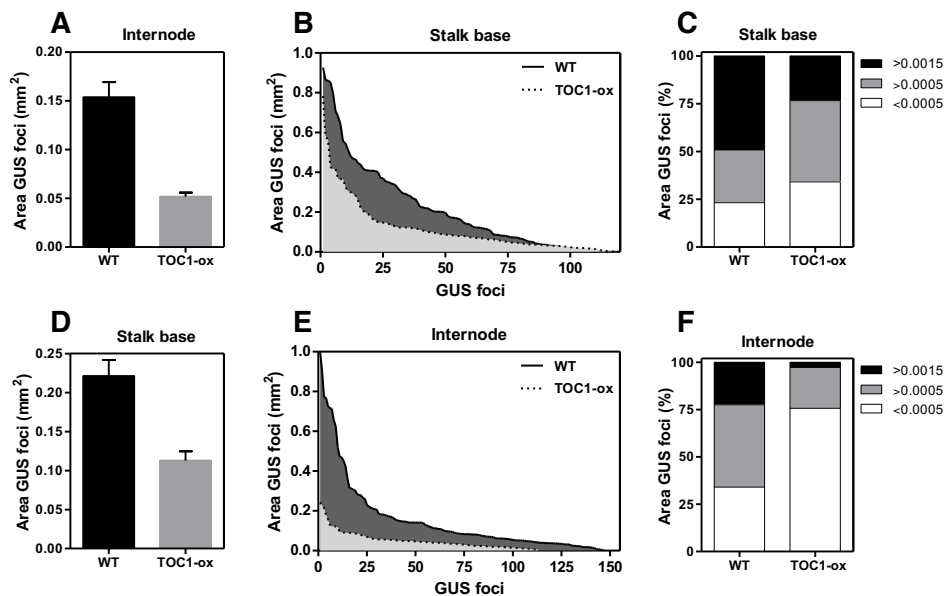 A
Internode
Area GUS foci (mm²)
0.20
0.15
0.10
0.05
0.00
WT
TOC1-ox
B
Stalk base
Area GUS foci (mm²)
1.0
0.8
0.6
0.4
0.2
0.0
0
25
50
75
100
GUS foci
WT
TOC1-ox
C
Stalk base
Area GUS foci (%)
100
75
50
25
0
WT
TOC1-ox
>0.0015
>0.0005
<0.0005
D
Stalk base
Area GUS foci (mm²)
0.25
0.20
0.15
0.10
0.05
0.00
WT
TOC1-ox
E
Internode
Area GUS foci (mm²)
1.0
0.8
0.6
0.4
0.2
0.0
0
25
50
75
100
125
150
GUS foci
WT
TOC1-ox
F
Internode
Area GUS foci (%)
100
75
50
25
0
WT
TOC1-ox
>0.0015
>0.0005
<0.0005